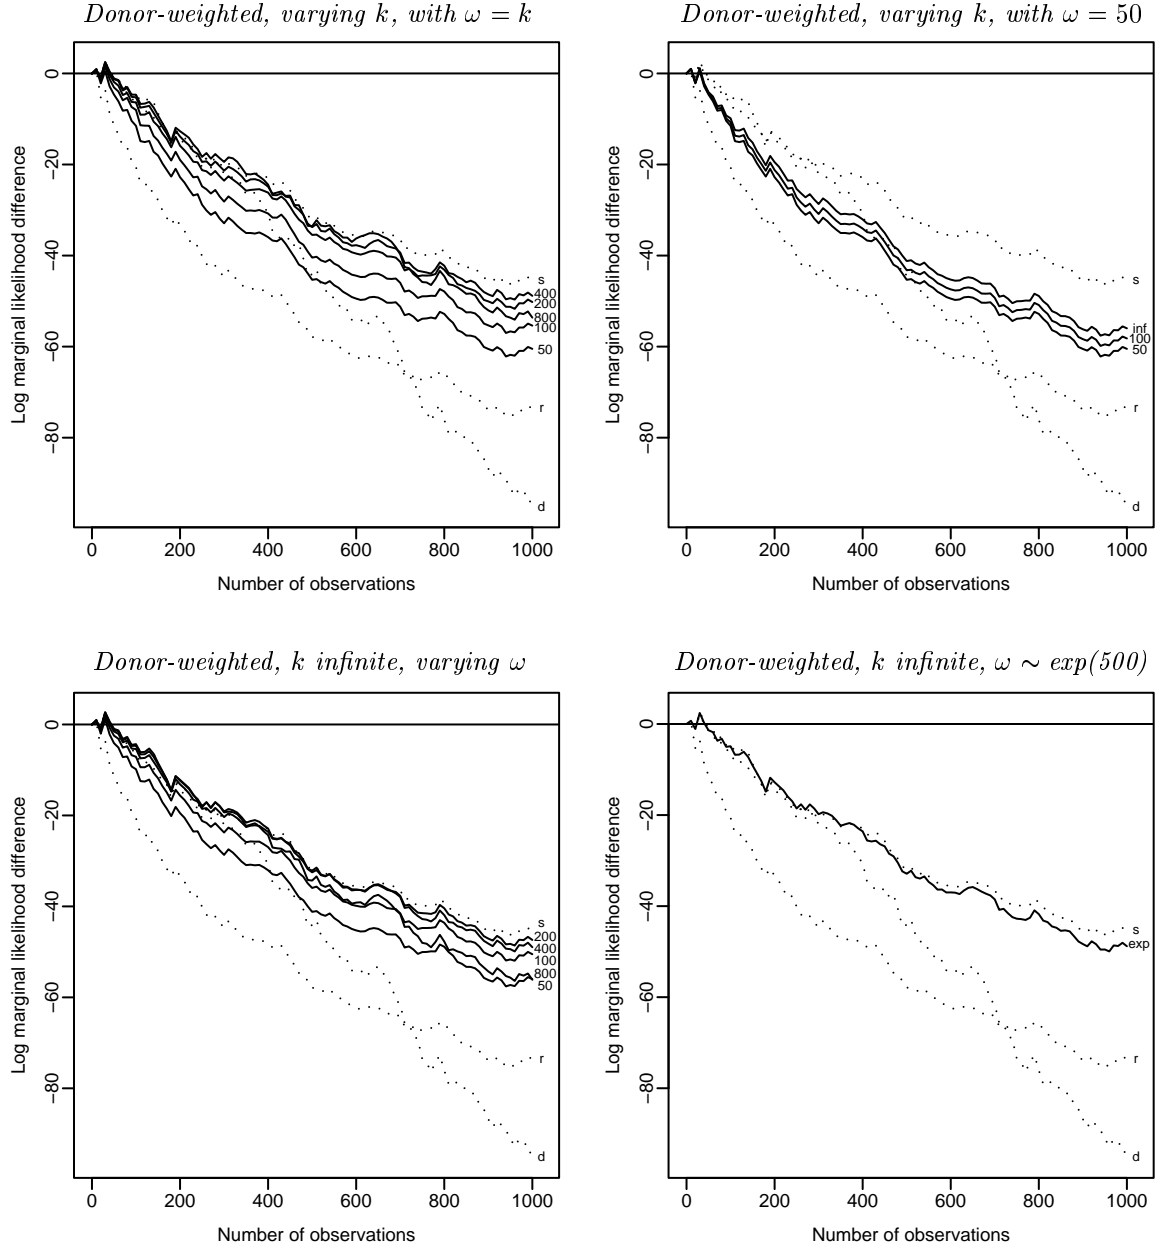 Donor-weighted, varying k, with ω = k
Log marginal likelihood difference
0
−20
−40
−60
−80
s
400
200
800
100
50
r
d
0 200 400 600 800 1000
Number of observations
Donor-weighted, varying k, with ω = 50
Log marginal likelihood difference
0
−20
−40
−60
−80
s
inf
100
50
r
d
0 200 400 600 800 1000
Number of observations
Donor-weighted, k infinite, varying ω
Log marginal likelihood difference
0
−20
−40
−60
−80
s
200
400
100
800
50
r
d
0 200 400 600 800 1000
Number of observations
Donor-weighted, k infinite, ω ∼ exp(500)
Log marginal likelihood difference
0
−20
−40
−60
−80
s
exp
r
d
0 200 400 600 800 1000
Number of observations